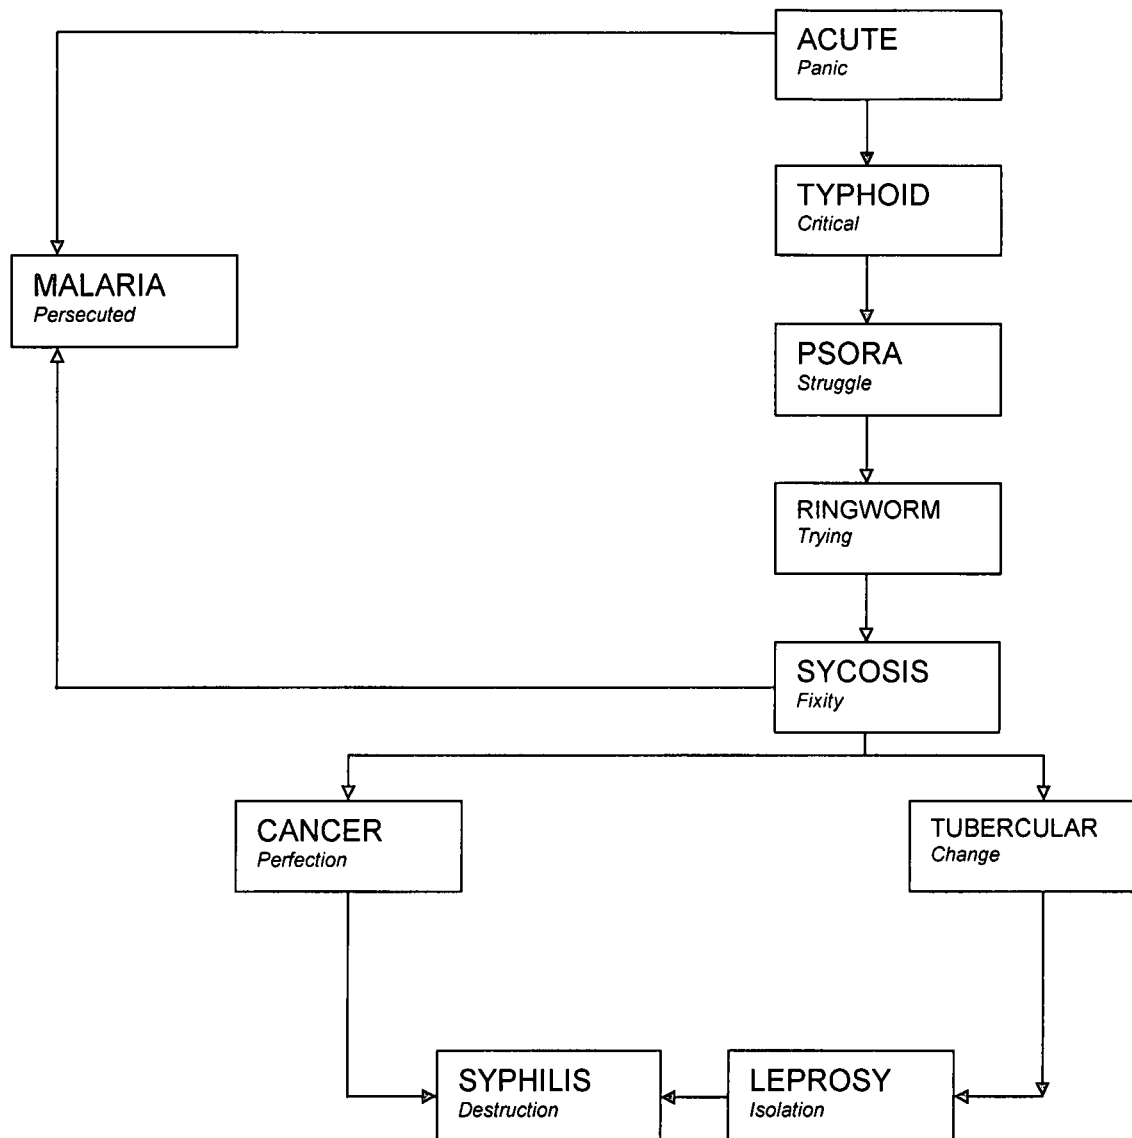 ACUTE
Panic
TYPHOID
Critical
MALARIA
Persecuted
PSORA
Struggle
RINGWORM
Trying
SYCOSIS
Fixity
CANCER
Perfection
TUBERCULAR
Change
SYPHILIS
Destruction
LEPROSY
Isolation